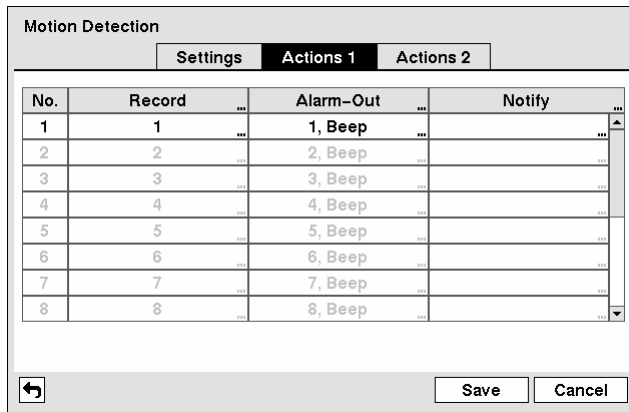 Motion Detection
Settings Actions 1 Actions 2
No. Record ... Alarm-Out ... Notify ...
1 1 ... 1, Beep ... ...
2 2 ... 2, Beep ... ...
3 3 ... 3, Beep ... ...
4 4 ... 4, Beep ... ...
5 5 ... 5, Beep ... ...
6 6 ... 6, Beep ... ...
7 7 ... 7, Beep ... ...
8 8 ... 8, Beep ... ...
Save Cancel